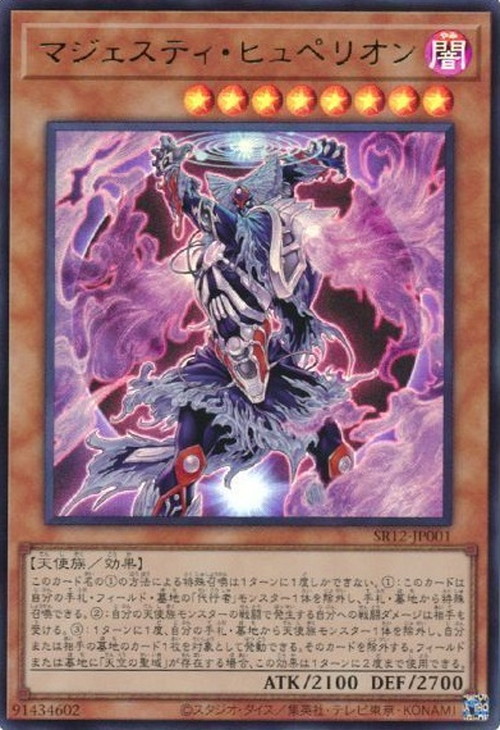 マジェスティ・ヒュペリオン
闇
SR12-JP001
【天使族／効果】
このカード名の①の方法による特殊召喚は1ターンに1度しかできない。①：このカードは
自分の手札・フィールド・墓地の「代行者」モンスター1体を除外し、手札・墓地から特殊
召喚できる。②：自分の天使族モンスターの戦闘で発生する自分への戦闘ダメージは相手も
受ける。③：1ターンに1度、自分の手札・墓地から天使族モンスター1体を除外し、自分
または相手の墓地のカード1枚を対象として発動できる。そのカードを除外する。フィールド
または墓地に「天空の聖域」が存在する場合、この効果は1ターンに2度まで使用できる。
ATK/2100 DEF/2700
91434602 ©スタジオ・ダイス／集英社・テレビ東京・KONAMI